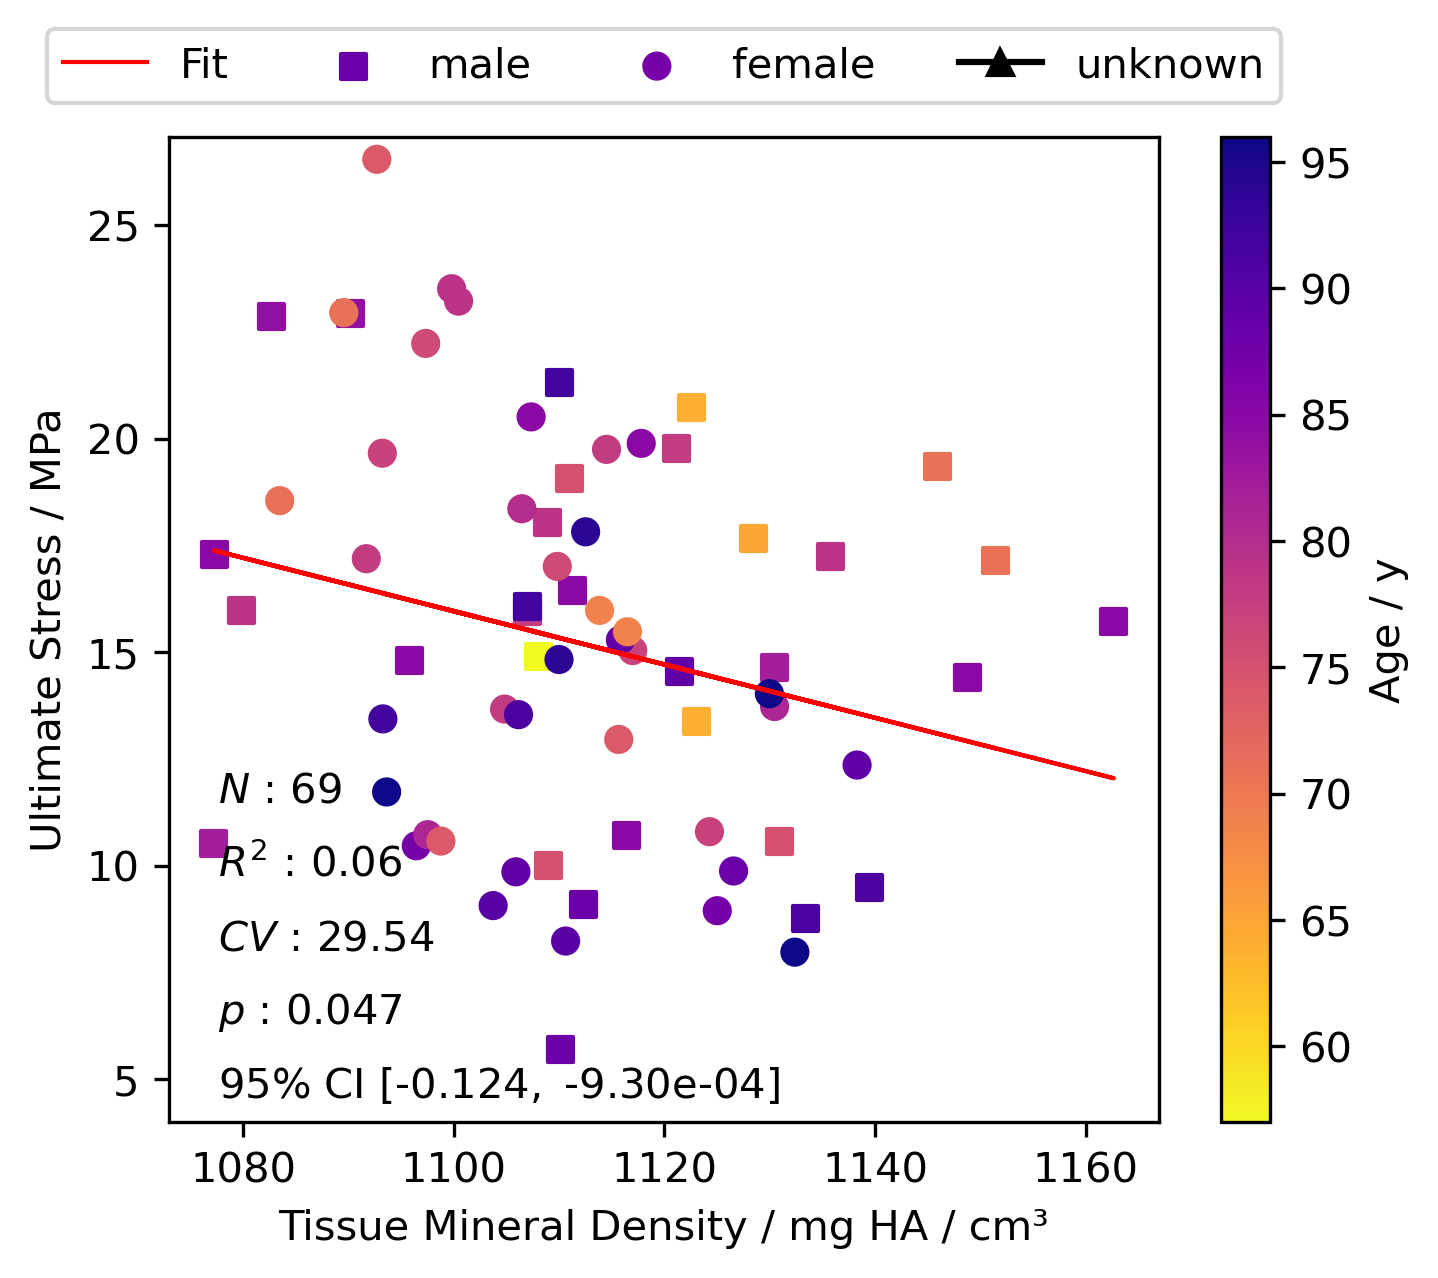 Fit male female unknown
25
20
15
10
5
Ultimate Stress / MPa
N : 69
R² : 0.06
CV : 29.54
p : 0.047
95% CI [-0.124, -9.30e-04]
1080 1100 1120 1140 1160
Tissue Mineral Density / mg HA / cm³
95
90
85
80
75
70
65
60
Age / y